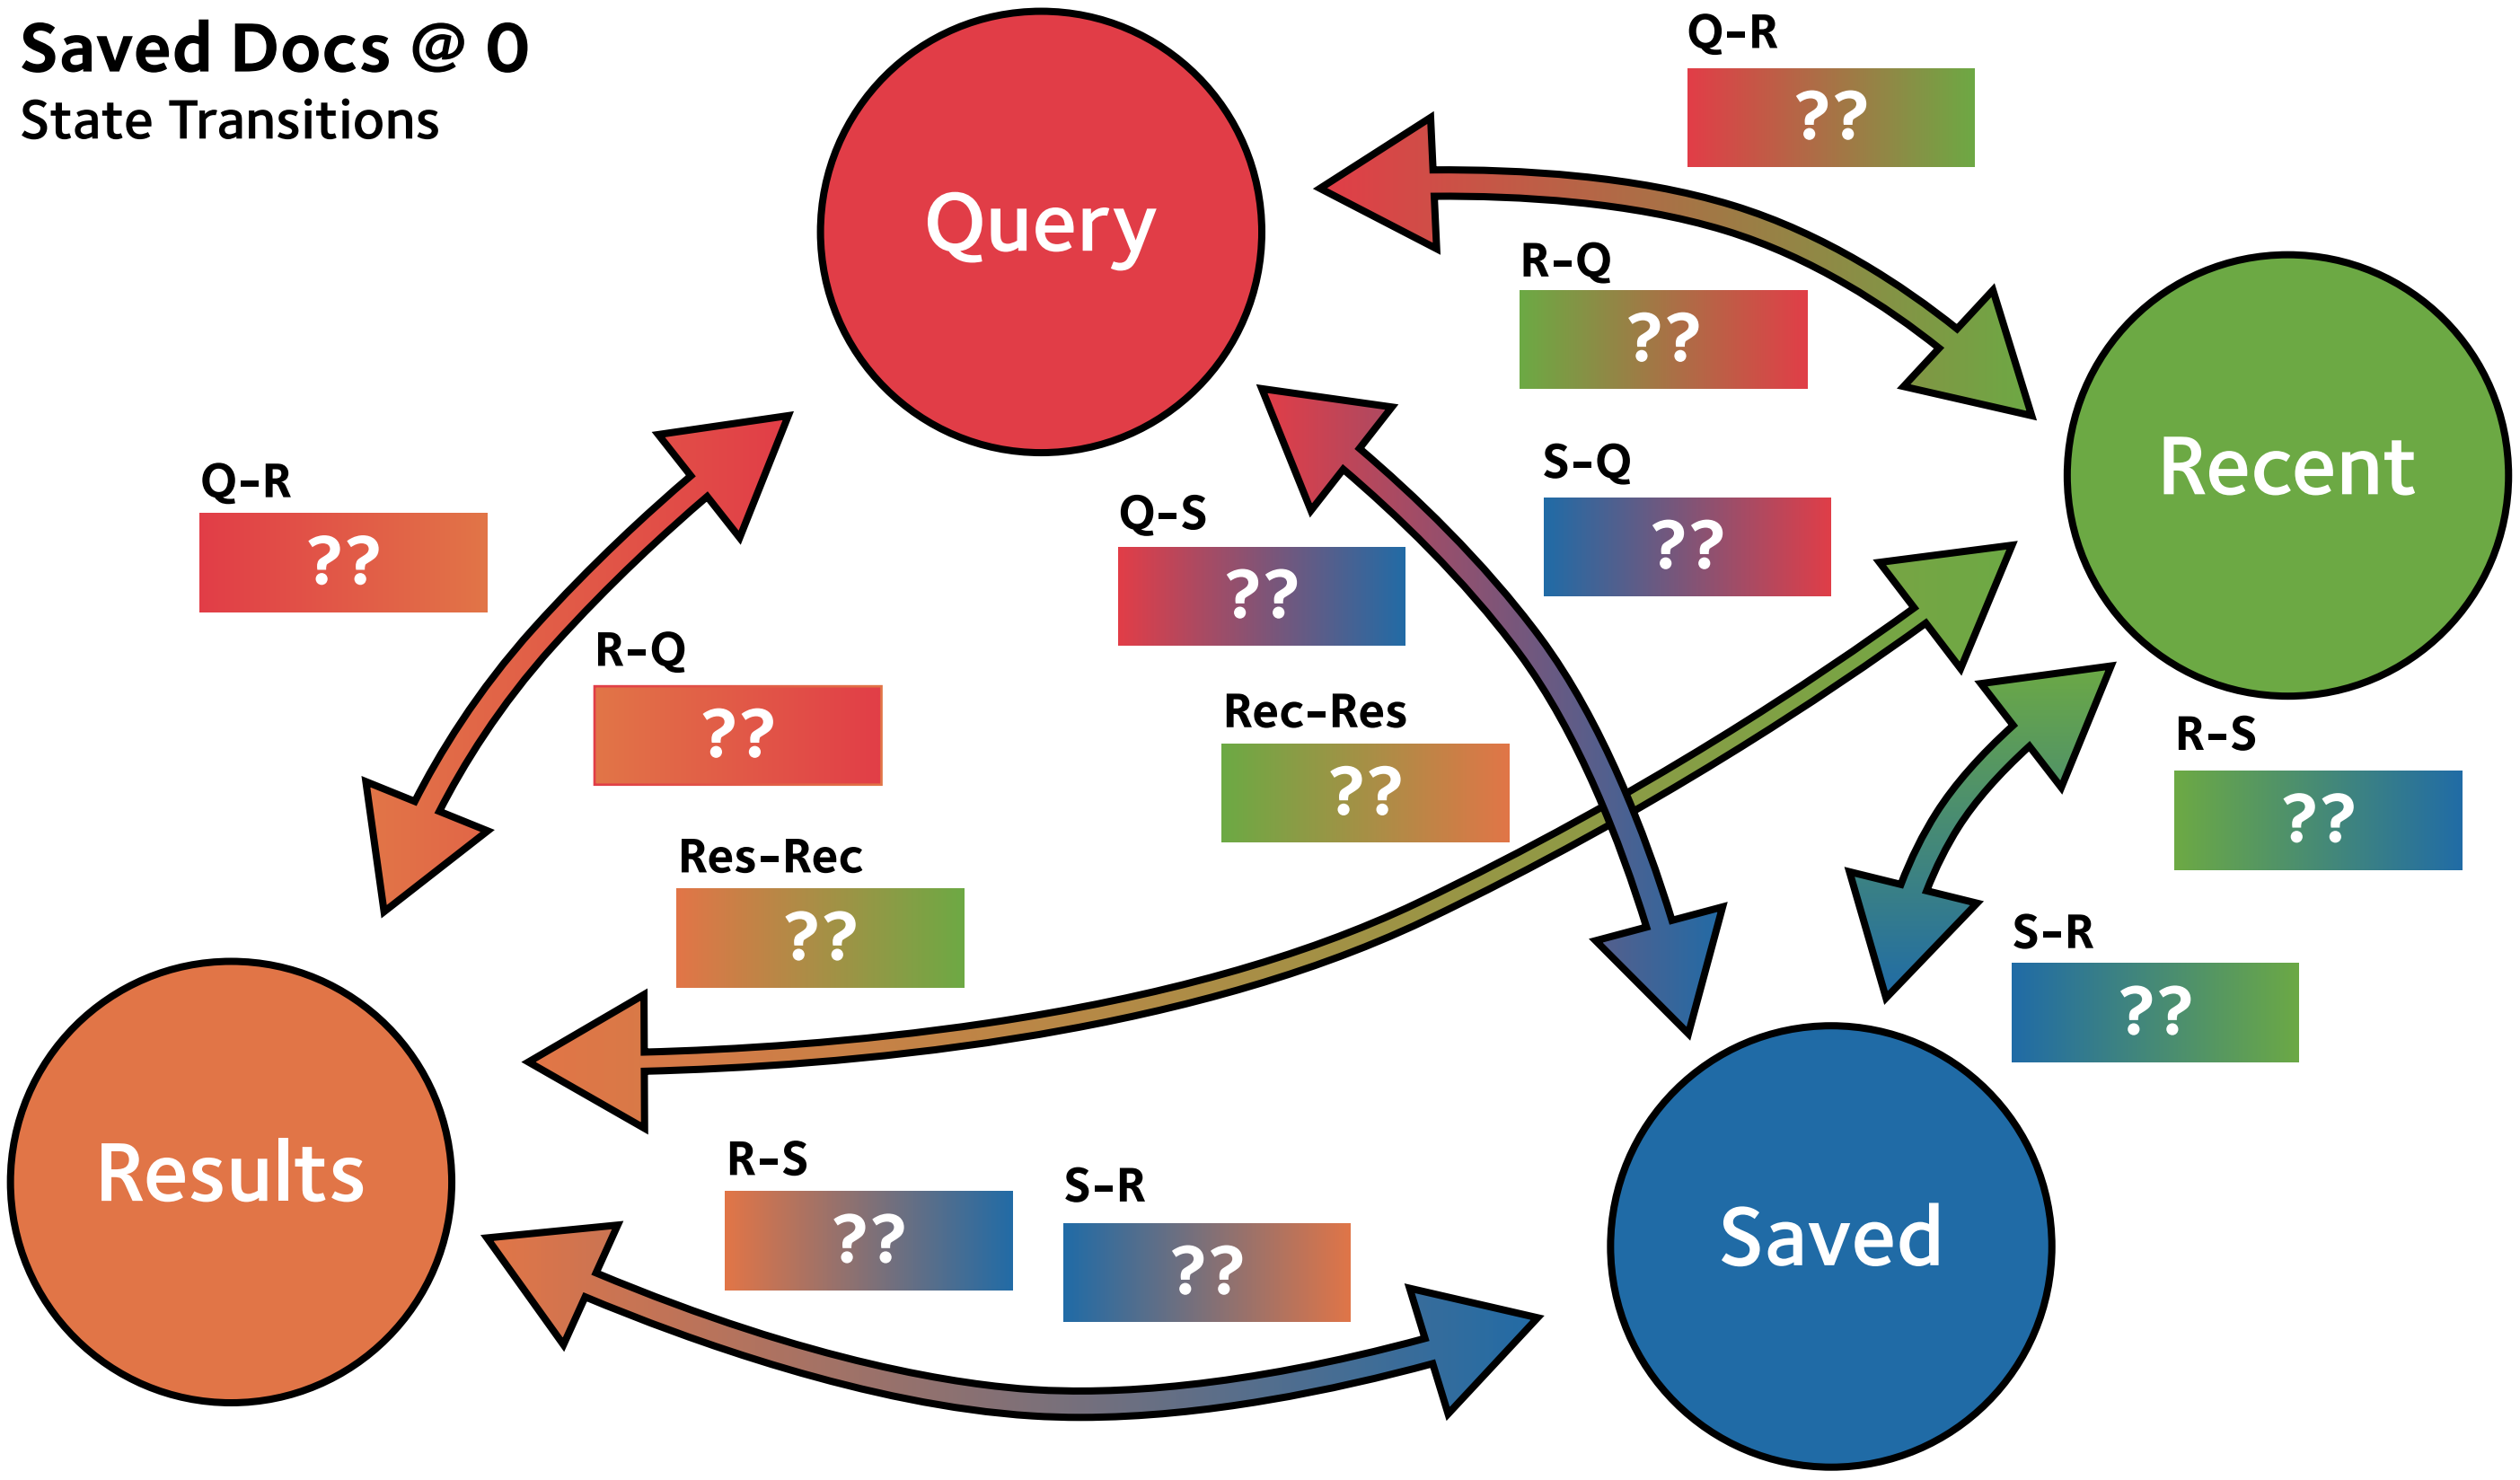 Saved Docs @ 0
State Transitions
Query
Q-R
??
R-Q
??
Recent
S-Q
??
Q-S
??
Q-R
??
R-Q
??
Rec-Res
??
R-S
??
Res-Rec
??
S-R
??
Results
R-S
??
S-R
??
Saved